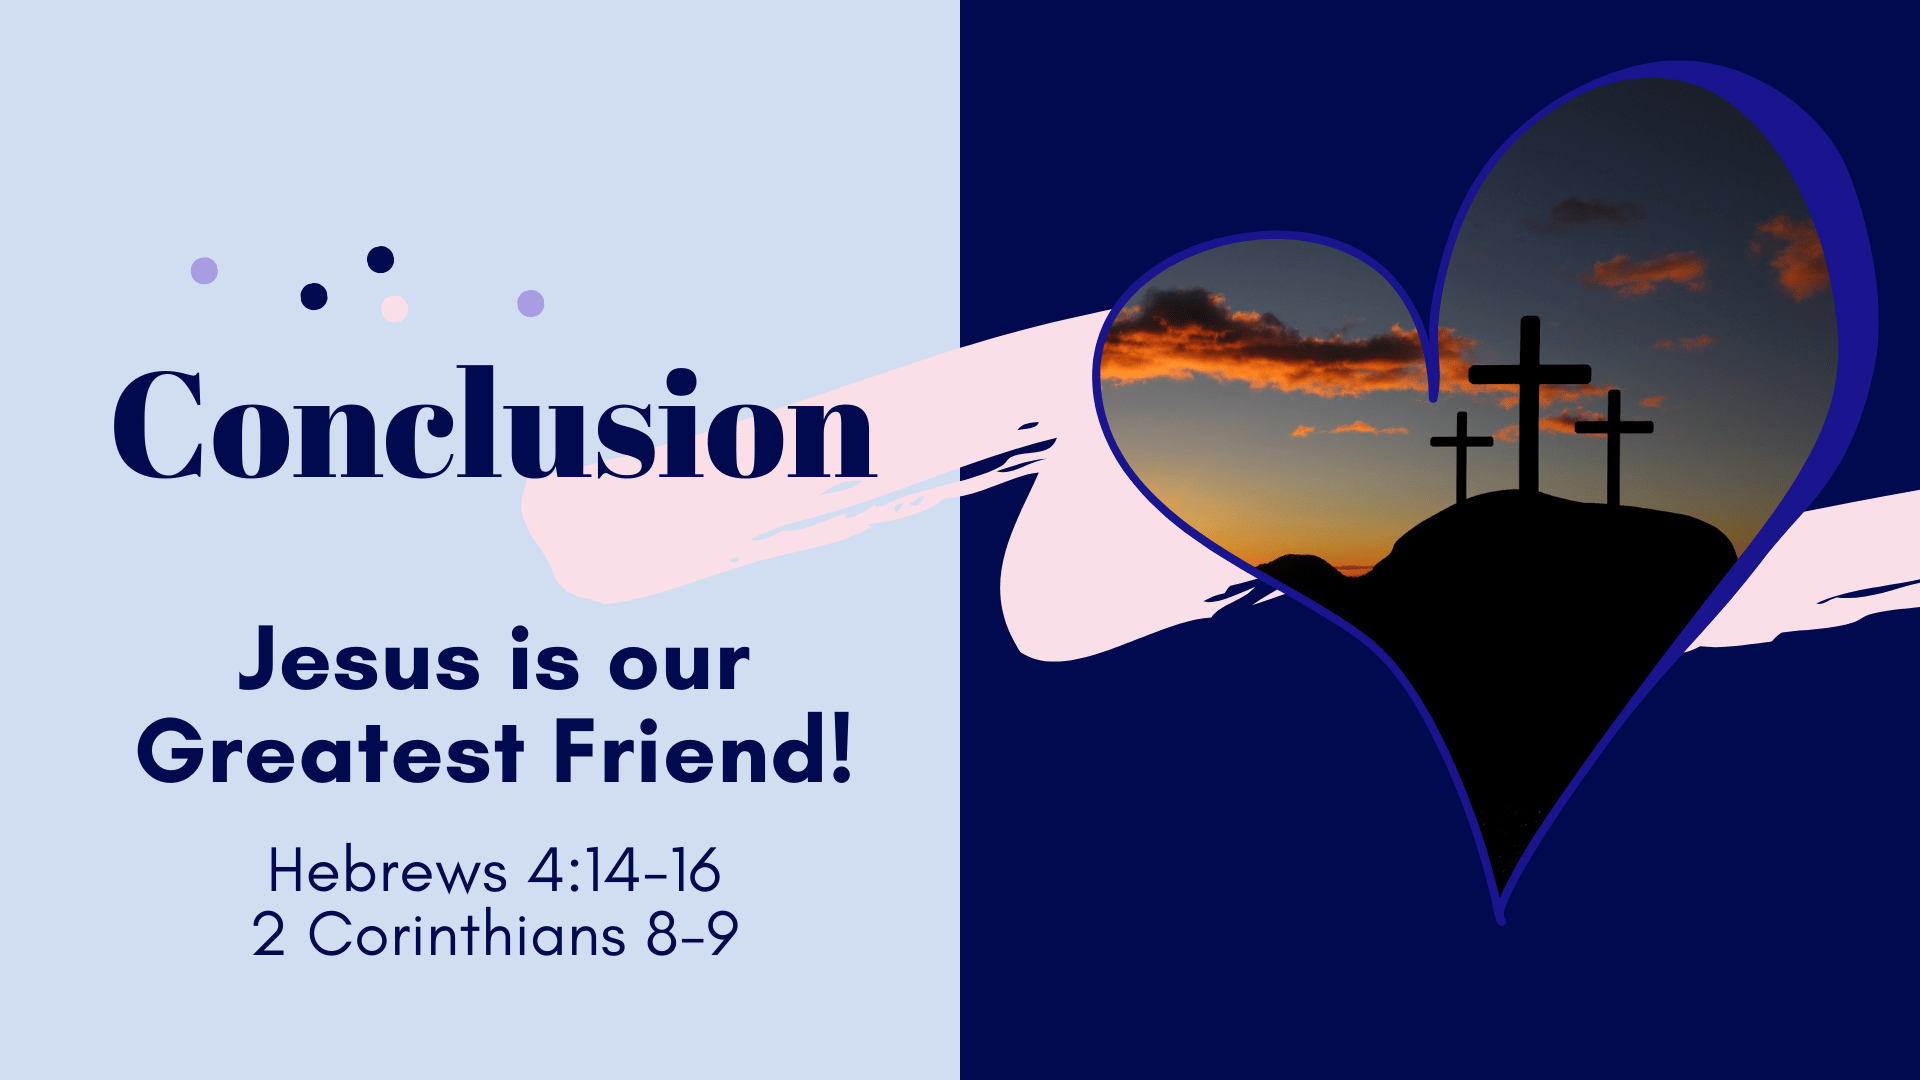 Conclusion
Jesus is our
Greatest Friend!
Hebrews 4:14-16
2 Corinthians 8-9